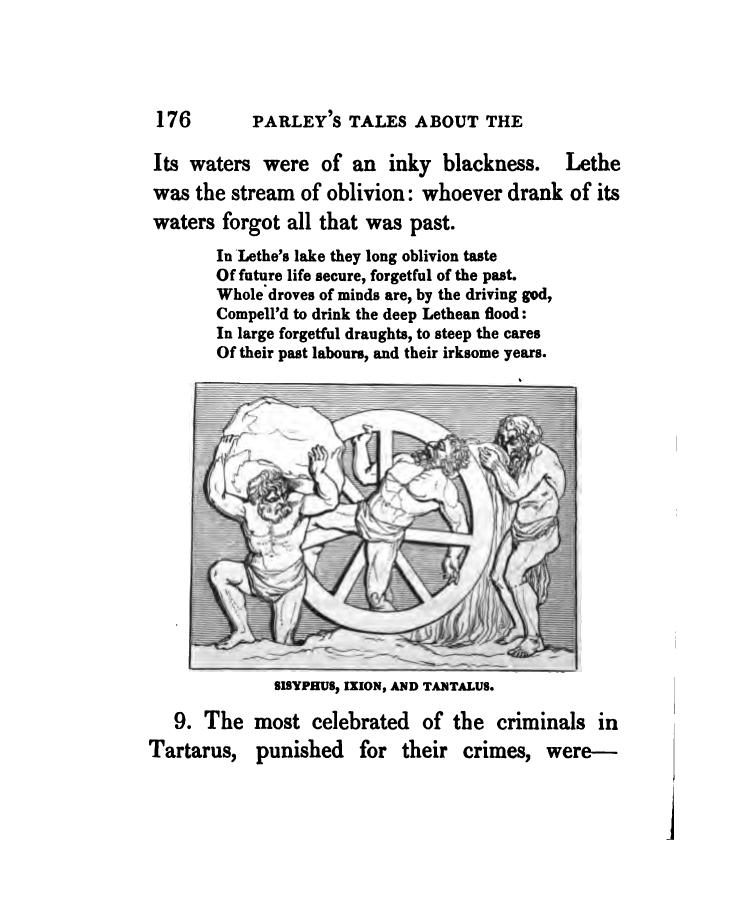 176 PARLEY'S TALES ABOUT THE
Its waters were of an inky blackness. Lethe
was the stream of oblivion: whoever drank of its
waters forgot all that was past.
In Lethe's lake they long oblivion taste
Of future life secure, forgetful of the past.
Whole droves of minds are, by the driving god,
Compell'd to drink the deep Lethean flood:
In large forgetful draughts, to steep the cares
Of their past labours, and their irksome years.
SISYPHUS, IXION, AND TANTALUS.
9. The most celebrated of the criminals in
Tartarus, punished for their crimes, were—